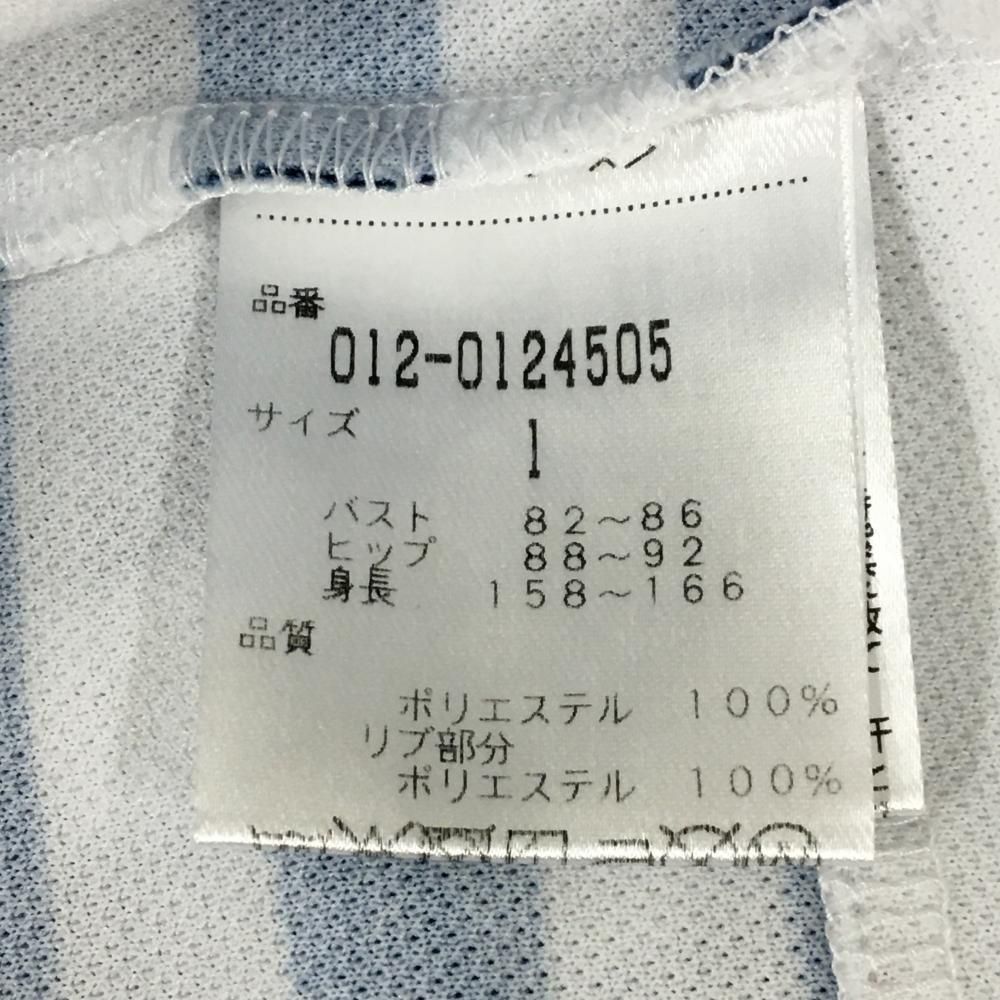 品番
012-0124505
サイズ
1
バスト 82～86
ヒップ 88～92
身長 158～166
品質
ポリエステル 100%
リブ部分
ポリエステル 100%